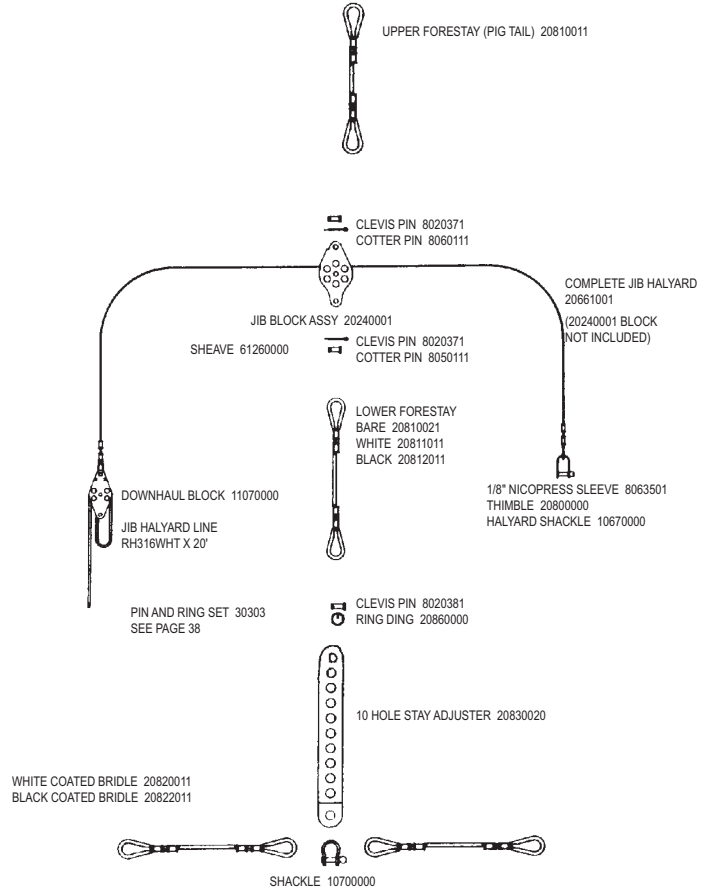 UPPER FORESTAY (PIG TAIL) 20810011
CLEVIS PIN 8020371
COTTER PIN 8060111
COMPLETE JIB HALYARD
20661001
(20240001 BLOCK
NOT INCLUDED)
JIB BLOCK ASSY 20240001
SHEAVE 61260000
CLEVIS PIN 8020371
COTTER PIN 8050111
LOWER FORESTAY
BARE 20810021
WHITE 20811011
BLACK 20812011
1/8" NICOPRESS SLEEVE 8063501
THIMBLE 20800000
HALYARD SHACKLE 10670000
DOWNHAUL BLOCK 11070000
JIB HALYARD LINE
RH316WHT X 20'
PIN AND RING SET 30303
SEE PAGE 38
CLEVIS PIN 8020381
RING DING 20860000
10 HOLE STAY ADJUSTER 20830020
WHITE COATED BRIDLE 20820011
BLACK COATED BRIDLE 20822011
SHACKLE 10700000